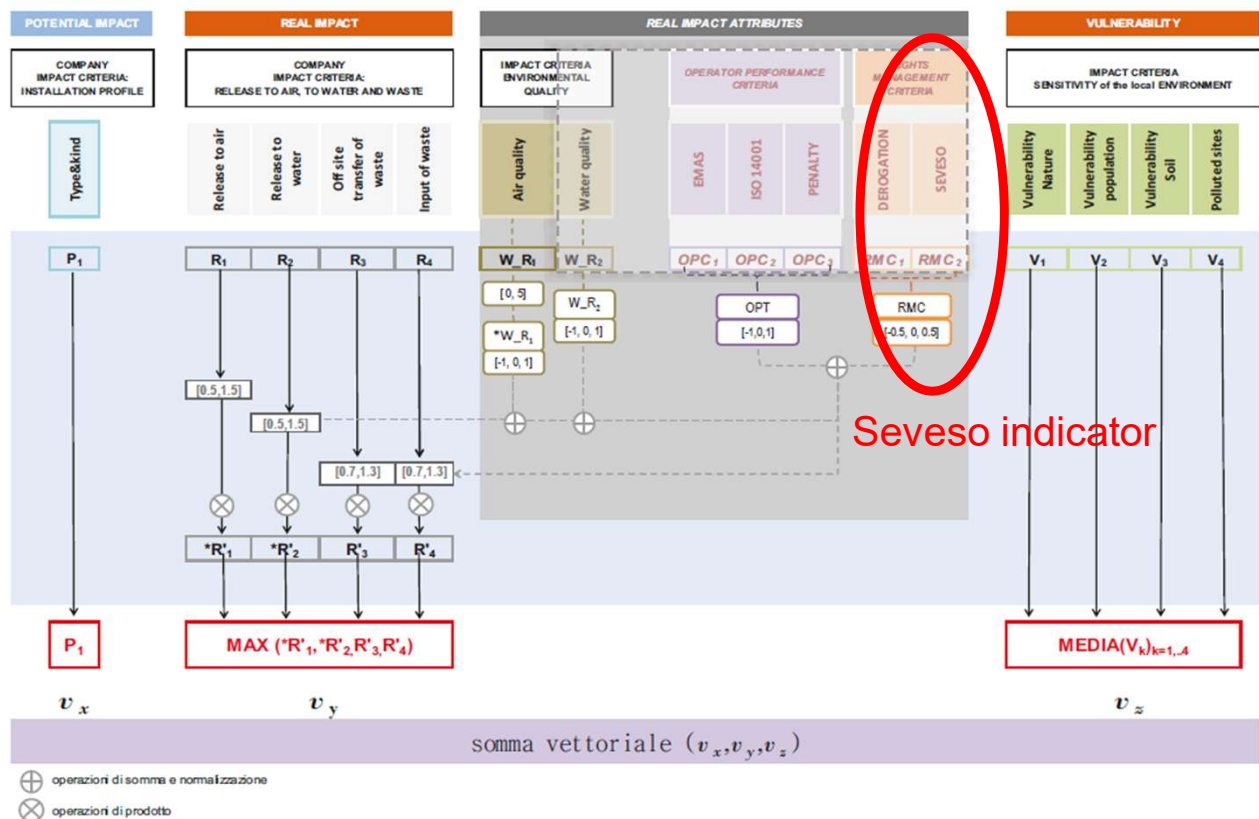 POTENTIAL IMPACT
REAL IMPACT
REAL IMPACT ATTRIBUTES
VULNERABILITY
COMPANY
IMPACT CRITERIA:
INSTALLATION PROFILE
COMPANY
IMPACT CRITERIA:
RELEASE TO AIR, TO WATER AND WASTE
IMPACT CRITERIA
ENVIRONMENTAL
QUALITY
OPERATOR PERFORMANCE
CRITERIA
IGHTS
MANAGEMENT
CRITERIA
IMPACT CRITERIA
SENSITIVITY of the local ENVIRONMENT
Type&kind
Release to air
Release to
water
Off site
transfer of
waste
Input of waste
Air quality
Water quality
EMAS
ISO 14001
PENALTY
DEROGATION
SEVESO
Vulnerability
Nature
Vulnerability
population
Vulnerability
Soil
Polluted sites
P₁
R₁ R₂ R₃ R₄
W_R₁ W_R₂
OPC₁ OPC₂ OPC₃
RMC₁ RMC₂
V₁ V₂ V₃ V₄
[0, 5]
*W_R₁
[-1, 0, 1]
W_R₂
[-1, 0, 1]
OPT
[-1,0,1]
RMC
[-0.5, 0, 0.5]
[0.5,1.5]
[0.5,1.5]
[0.7,1.3] [0.7,1.3]
Seveso indicator
*R'₁ *R'₂ R'₃ R'₄
P₁
MAX (*R'₁,*R'₂,R'₃,R'₄)
MEDIA(Vₖ)ₖ₌₁,..₄
v x
v y
v z
somma vettoriale (v x,v y,v z)
operazioni di somma e normalizzazione
operazioni di prodotto